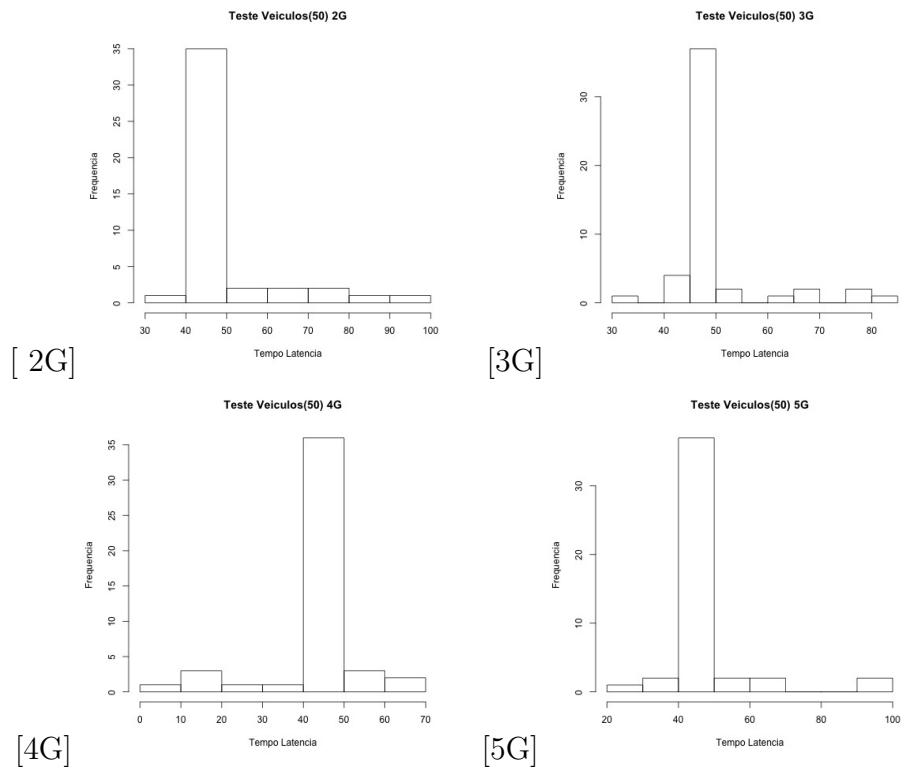 Teste Veiculos(50) 2G
Frequencia
35
30
25
20
15
10
5
0
30 40 50 60 70 80 90 100
Tempo Latencia
[ 2G]
Teste Veiculos(50) 3G
Frequencia
30
20
10
0
30 40 50 60 70 80
Tempo Latencia
[3G]
Teste Veiculos(50) 4G
Frequencia
35
30
25
20
15
10
5
0
0 10 20 30 40 50 60 70
Tempo Latencia
[4G]
Teste Veiculos(50) 5G
Frequencia
30
20
10
0
20 40 60 80 100
Tempo Latencia
[5G]